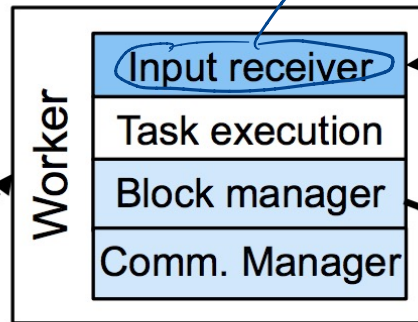 Worker
Input receiver
Task execution
Block manager
Comm. Manager